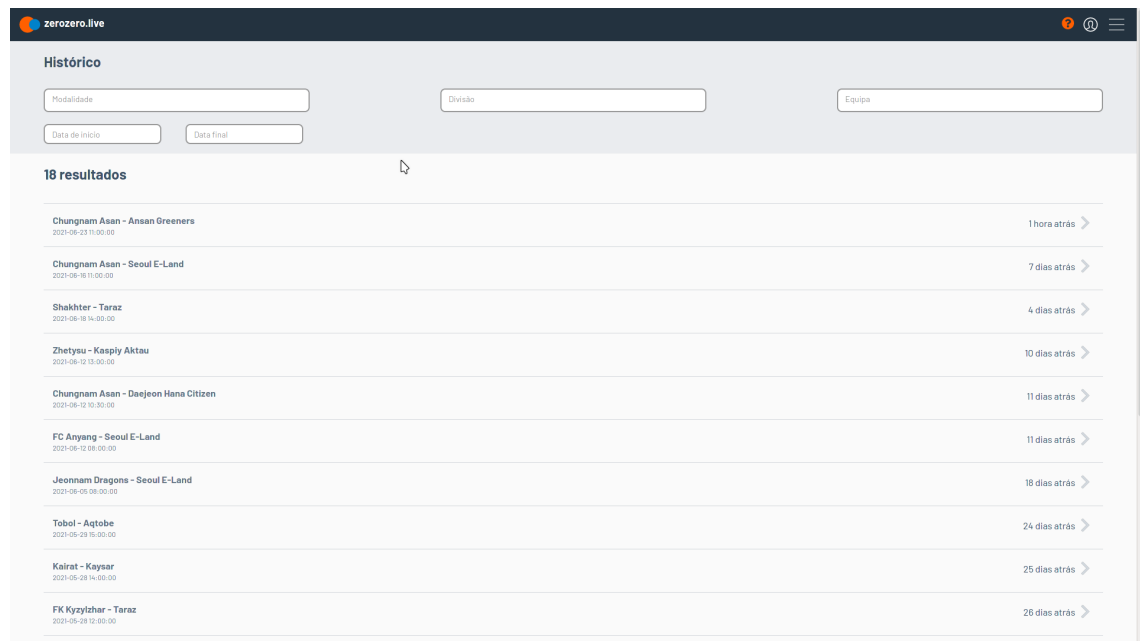 zerozero.live
?
Histórico
Modalidade
Divisão
Equipa
Data de início
Data final
18 resultados
Chungnam Asan - Ansan Greeners
2021-06-23 11:00:00
1 hora atrás
Chungnam Asan - Seoul E-Land
2021-06-16 11:00:00
7 dias atrás
Shakhter - Taraz
2021-06-18 14:00:00
4 dias atrás
Zhetysu - Kaspiy Aktau
2021-06-12 13:00:00
10 dias atrás
Chungnam Asan - Daejeon Hana Citizen
2021-06-12 10:30:00
11 dias atrás
FC Anyang - Seoul E-Land
2021-06-12 08:00:00
11 dias atrás
Jeonnam Dragons - Seoul E-Land
2021-06-05 08:00:00
18 dias atrás
Tobol - Aqtobe
2021-05-29 15:00:00
24 dias atrás
Kairat - Kaysar
2021-05-28 14:00:00
25 dias atrás
FK Kyzylzhar - Taraz
2021-05-28 12:00:00
26 dias atrás